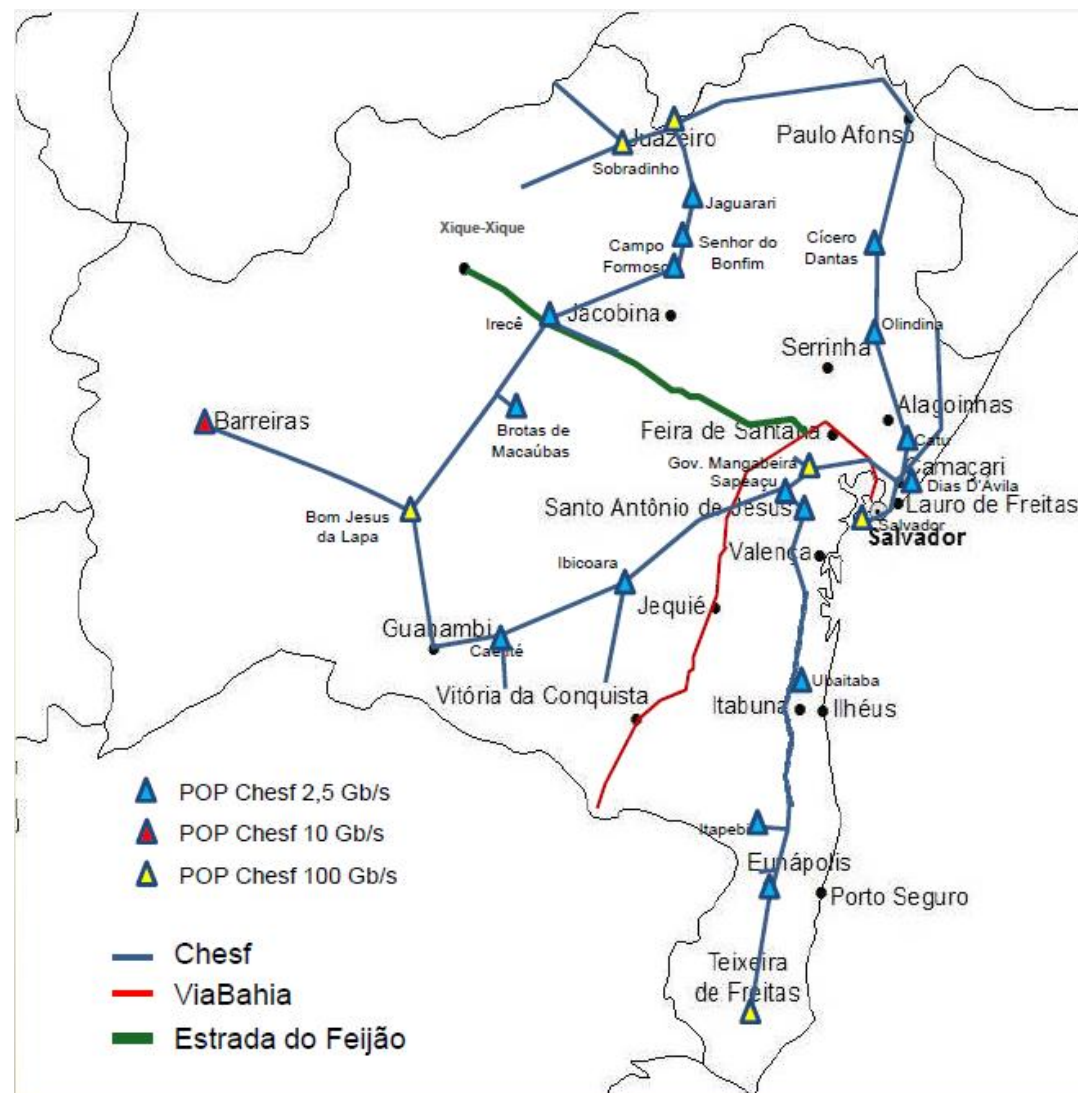 Juazeiro
Paulo Afonso
Sobradinho
Jaguarari
Xique-Xique
Campo
Formoso
Senhor do
Bonfim
Cícero
Dantas
Irecê
Jacobina
Olindina
Serrinha
Barreiras
Brotas de
Macaúbas
Alagoinhas
Feira de Santana
Catu
Gov. Mangabeira
Sapeaçu
Camaçari
Dias D'Ávila
Santo Antônio de Jesus
Lauro de Freitas
Bom Jesus
da Lapa
Salvador
Salvador
Valença
Ibicoara
Jequié
Guanambi
Caetité
Vitória da Conquista
Ubaitaba
Itabuna
Ilhéus
POP Chesf 2,5 Gb/s
POP Chesf 10 Gb/s
POP Chesf 100 Gb/s
Itapebi
Eunápolis
Porto Seguro
Chesf
ViaBahia
Estrada do Feijão
Teixeira
de Freitas